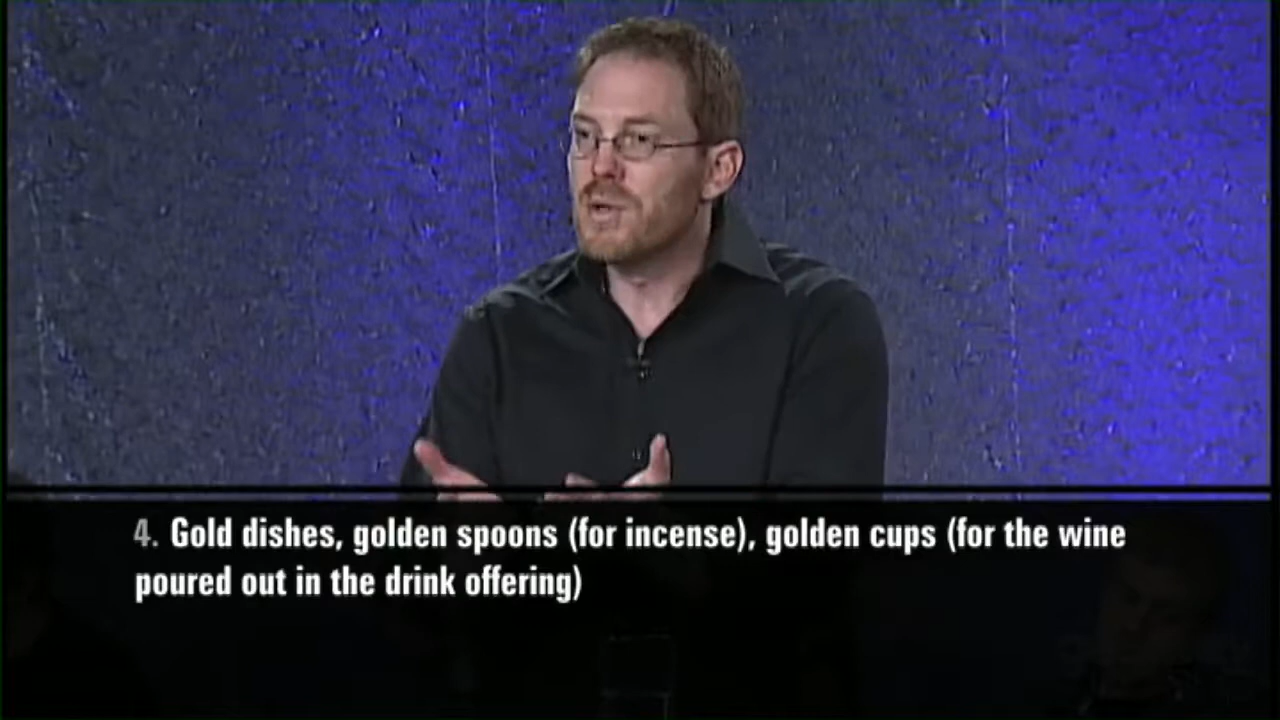 4. Gold dishes, golden spoons (for incense), golden cups (for the wine
poured out in the drink offering)